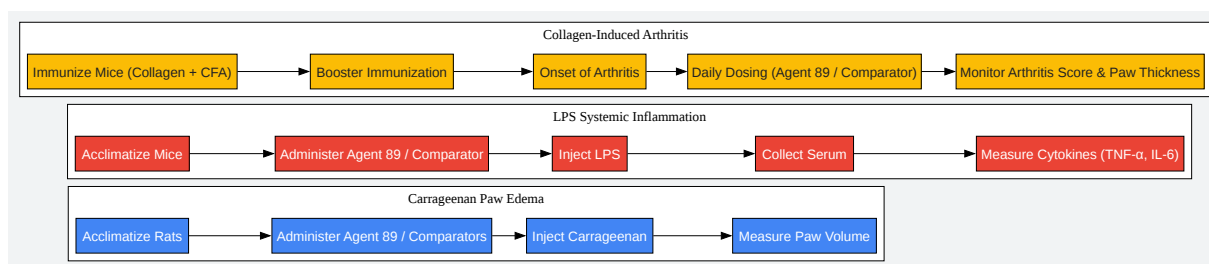 Collagen-Induced Arthritis
Immunize Mice (Collagen + CFA)
Booster Immunization
Onset of Arthritis
Daily Dosing (Agent 89 / Comparator)
Monitor Arthritis Score & Paw Thickness
LPS Systemic Inflammation
Acclimatize Mice
Administer Agent 89 / Comparator
Inject LPS
Collect Serum
Measure Cytokines (TNF-α, IL-6)
Carrageenan Paw Edema
Acclimatize Rats
Administer Agent 89 / Comparators
Inject Carrageenan
Measure Paw Volume